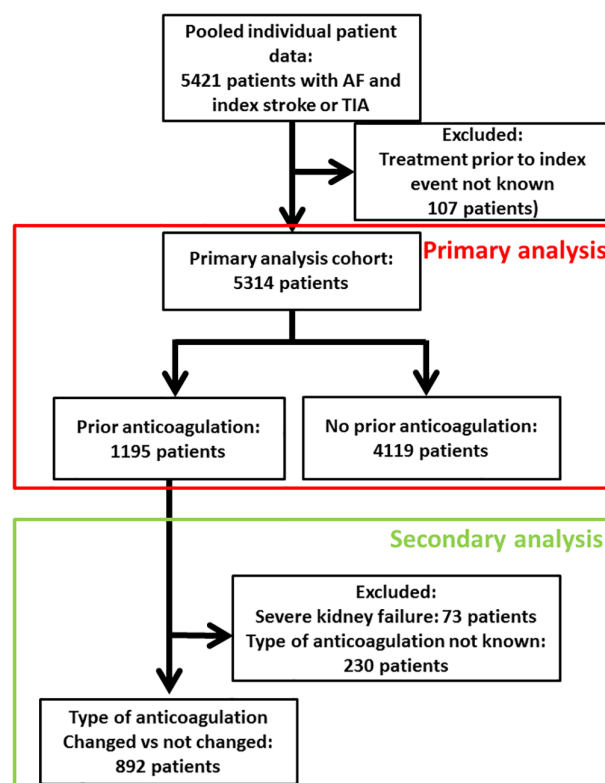 Pooled individual patient
data:
5421 patients with AF and
index stroke or TIA
Excluded:
Treatment prior to index
event not known
107 patients)
Primary analysis
Primary analysis cohort:
5314 patients
Prior anticoagulation:
1195 patients
No prior anticoagulation:
4119 patients
Secondary analysis
Excluded:
Severe kidney failure: 73 patients
Type of anticoagulation not known:
230 patients
Type of anticoagulation
Changed vs not changed:
892 patients